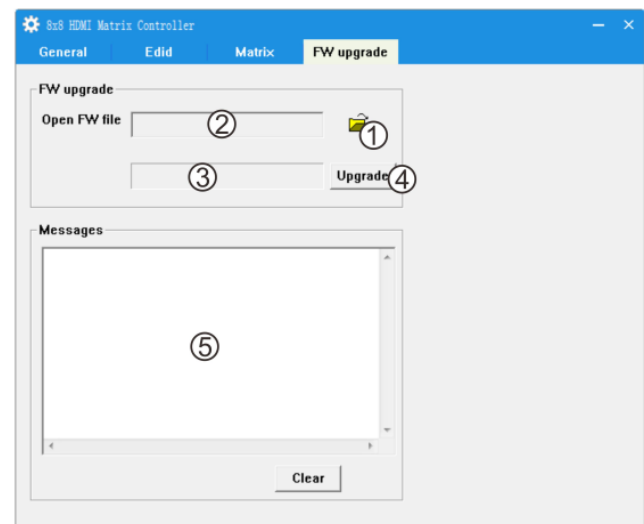 8x8 HDMI Matrix Controller
General Edid Matrix FW upgrade
FW upgrade
Open FW file ② ①
③ Upgrade ④
Messages
⑤
Clear